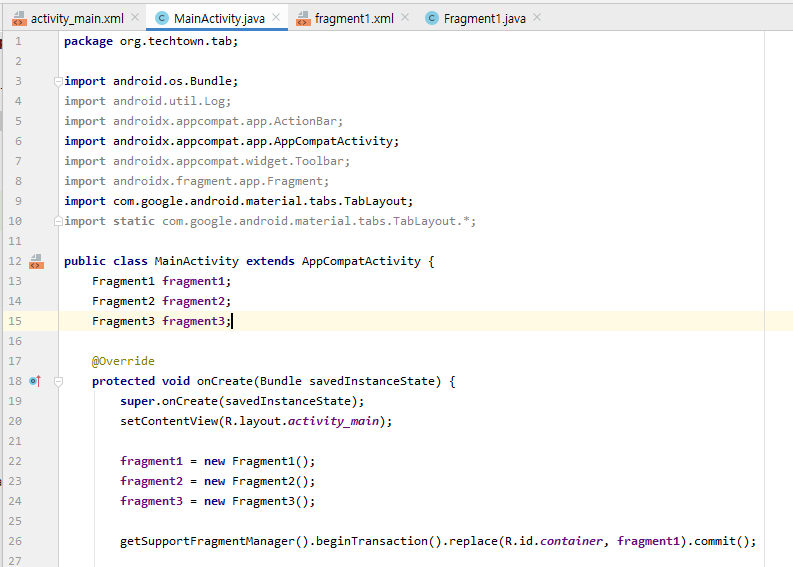 activity_main.xml MainActivity.java fragment1.xml Fragment1.java
1 package org.techtown.tab;
2
3 import android.os.Bundle;
4 import android.util.Log;
5 import androidx.appcompat.app.ActionBar;
6 import androidx.appcompat.app.AppCompatActivity;
7 import androidx.appcompat.widget.Toolbar;
8 import androidx.fragment.app.Fragment;
9 import com.google.android.material.tabs.TabLayout;
10 import static com.google.android.material.tabs.TabLayout.*;
11
12 public class MainActivity extends AppCompatActivity {
13 Fragment1 fragment1;
14 Fragment2 fragment2;
15 Fragment3 fragment3;
16
17 @Override
18 protected void onCreate(Bundle savedInstanceState) {
19 super.onCreate(savedInstanceState);
20 setContentView(R.layout.activity_main);
21
22 fragment1 = new Fragment1();
23 fragment2 = new Fragment2();
24 fragment3 = new Fragment3();
25
26 getSupportFragmentManager().beginTransaction().replace(R.id.container, fragment1).commit();
27